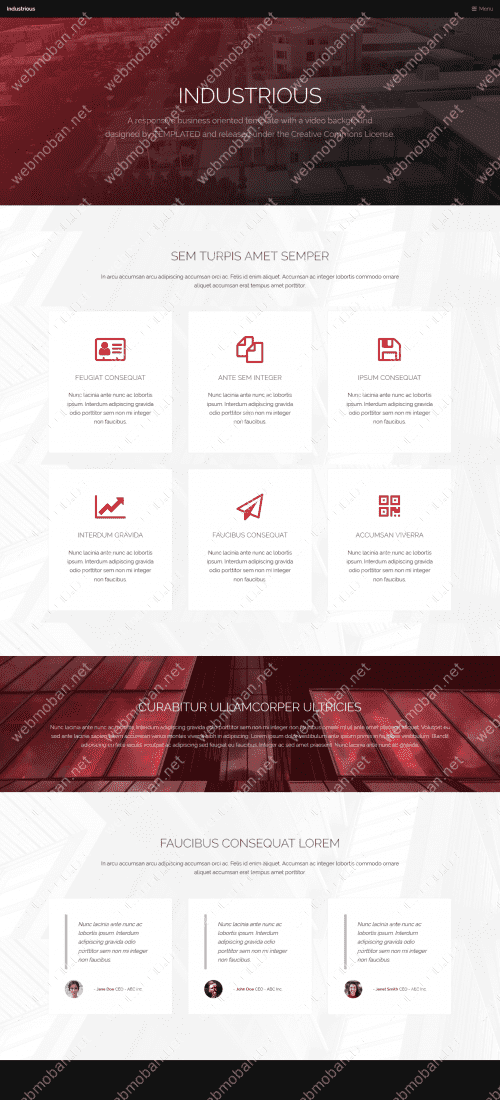 Industrious
Menu
INDUSTRIOUS
A responsive business oriented template with a video background
designed by TEMPLATED and released under the Creative Commons License.
SEM TURPIS AMET SEMPER
In arcu accumsan arcu adipiscing accumsan orci ac. Felis id enim aliquet. Accumsan ac integer lobortis commodo ornare
aliquet accumsan erat tempus amet porttitor.
FEUGIAT CONSEQUAT
Nunc lacinia ante nunc ac lobortis
ipsum. Interdum adipiscing gravida
odio porttitor sem non mi integer
non faucibus.
ANTE SEM INTEGER
Nunc lacinia ante nunc ac lobortis
ipsum. Interdum adipiscing gravida
odio porttitor sem non mi integer
non faucibus.
IPSUM CONSEQUAT
Nunc lacinia ante nunc ac lobortis
ipsum. Interdum adipiscing gravida
odio porttitor sem non mi integer
non faucibus.
INTERDUM GRAVIDA
Nunc lacinia ante nunc ac lobortis
ipsum. Interdum adipiscing gravida
odio porttitor sem non mi integer
non faucibus.
FAUCIBUS CONSEQUAT
Nunc lacinia ante nunc ac lobortis
ipsum. Interdum adipiscing gravida
odio porttitor sem non mi integer
non faucibus.
ACCUMSAN VIVERRA
Nunc lacinia ante nunc ac lobortis
ipsum. Interdum adipiscing gravida
odio porttitor sem non mi integer
non faucibus.
CURABITUR ULLAMCORPER ULTRICIES
Nunc lacinia ante nunc ac lobortis. Interdum adipiscing gravida odio porttitor sem non mi integer non mi ut ante amet placerat aliquet. Volutpat eu
sed ante lacinia sapien lorem accumsan varius montes viverra nibh in adipiscing. Lorem ipsum dolor vestibulum ante ipsum primis in faucibus vestibulum. Blandit
adipiscing eu felis iaculis volutpat ac adipiscing sed feugiat eu faucibus. Integer ac sed amet praesent. Nunc lacinia ante nunc ac gravida.
FAUCIBUS CONSEQUAT LOREM
In arcu accumsan arcu adipiscing accumsan orci ac. Felis id enim aliquet. Accumsan ac integer lobortis commodo ornare
aliquet accumsan erat tempus amet porttitor.
Nunc lacinia ante nunc ac
lobortis ipsum. Interdum
adipiscing gravida odio
porttitor sem non mi integer
non faucibus.
- Jane Doe CEO - ABC Inc.
Nunc lacinia ante nunc ac
lobortis ipsum. Interdum
adipiscing gravida odio
porttitor sem non mi integer
non faucibus.
- John Doe CEO - ABC Inc.
Nunc lacinia ante nunc ac
lobortis ipsum. Interdum
adipiscing gravida odio
porttitor sem non mi integer
non faucibus.
- Janet Smith CEO - ABC Inc.
webmoban.net